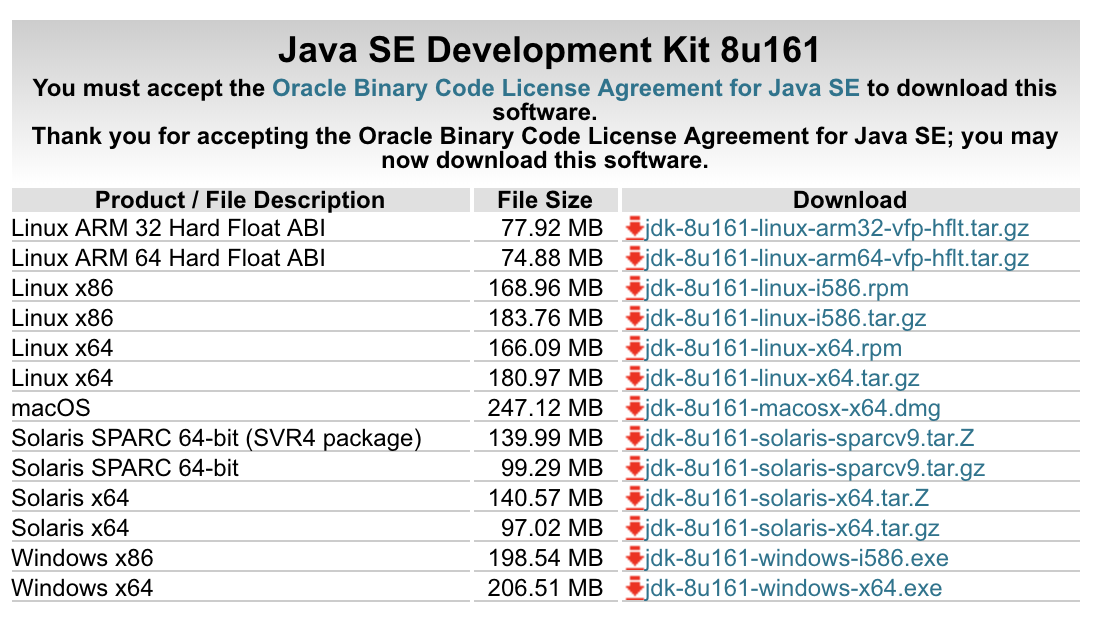 Java SE Development Kit 8u161
You must accept the Oracle Binary Code License Agreement for Java SE to download this
software.
Thank you for accepting the Oracle Binary Code License Agreement for Java SE; you may
now download this software.
Product / File Description File Size Download
Linux ARM 32 Hard Float ABI 77.92 MB jdk-8u161-linux-arm32-vfp-hflt.tar.gz
Linux ARM 64 Hard Float ABI 74.88 MB jdk-8u161-linux-arm64-vfp-hflt.tar.gz
Linux x86 168.96 MB jdk-8u161-linux-i586.rpm
Linux x86 183.76 MB jdk-8u161-linux-i586.tar.gz
Linux x64 166.09 MB jdk-8u161-linux-x64.rpm
Linux x64 180.97 MB jdk-8u161-linux-x64.tar.gz
macOS 247.12 MB jdk-8u161-macosx-x64.dmg
Solaris SPARC 64-bit (SVR4 package) 139.99 MB jdk-8u161-solaris-sparcv9.tar.Z
Solaris SPARC 64-bit 99.29 MB jdk-8u161-solaris-sparcv9.tar.gz
Solaris x64 140.57 MB jdk-8u161-solaris-x64.tar.Z
Solaris x64 97.02 MB jdk-8u161-solaris-x64.tar.gz
Windows x86 198.54 MB jdk-8u161-windows-i586.exe
Windows x64 206.51 MB jdk-8u161-windows-x64.exe